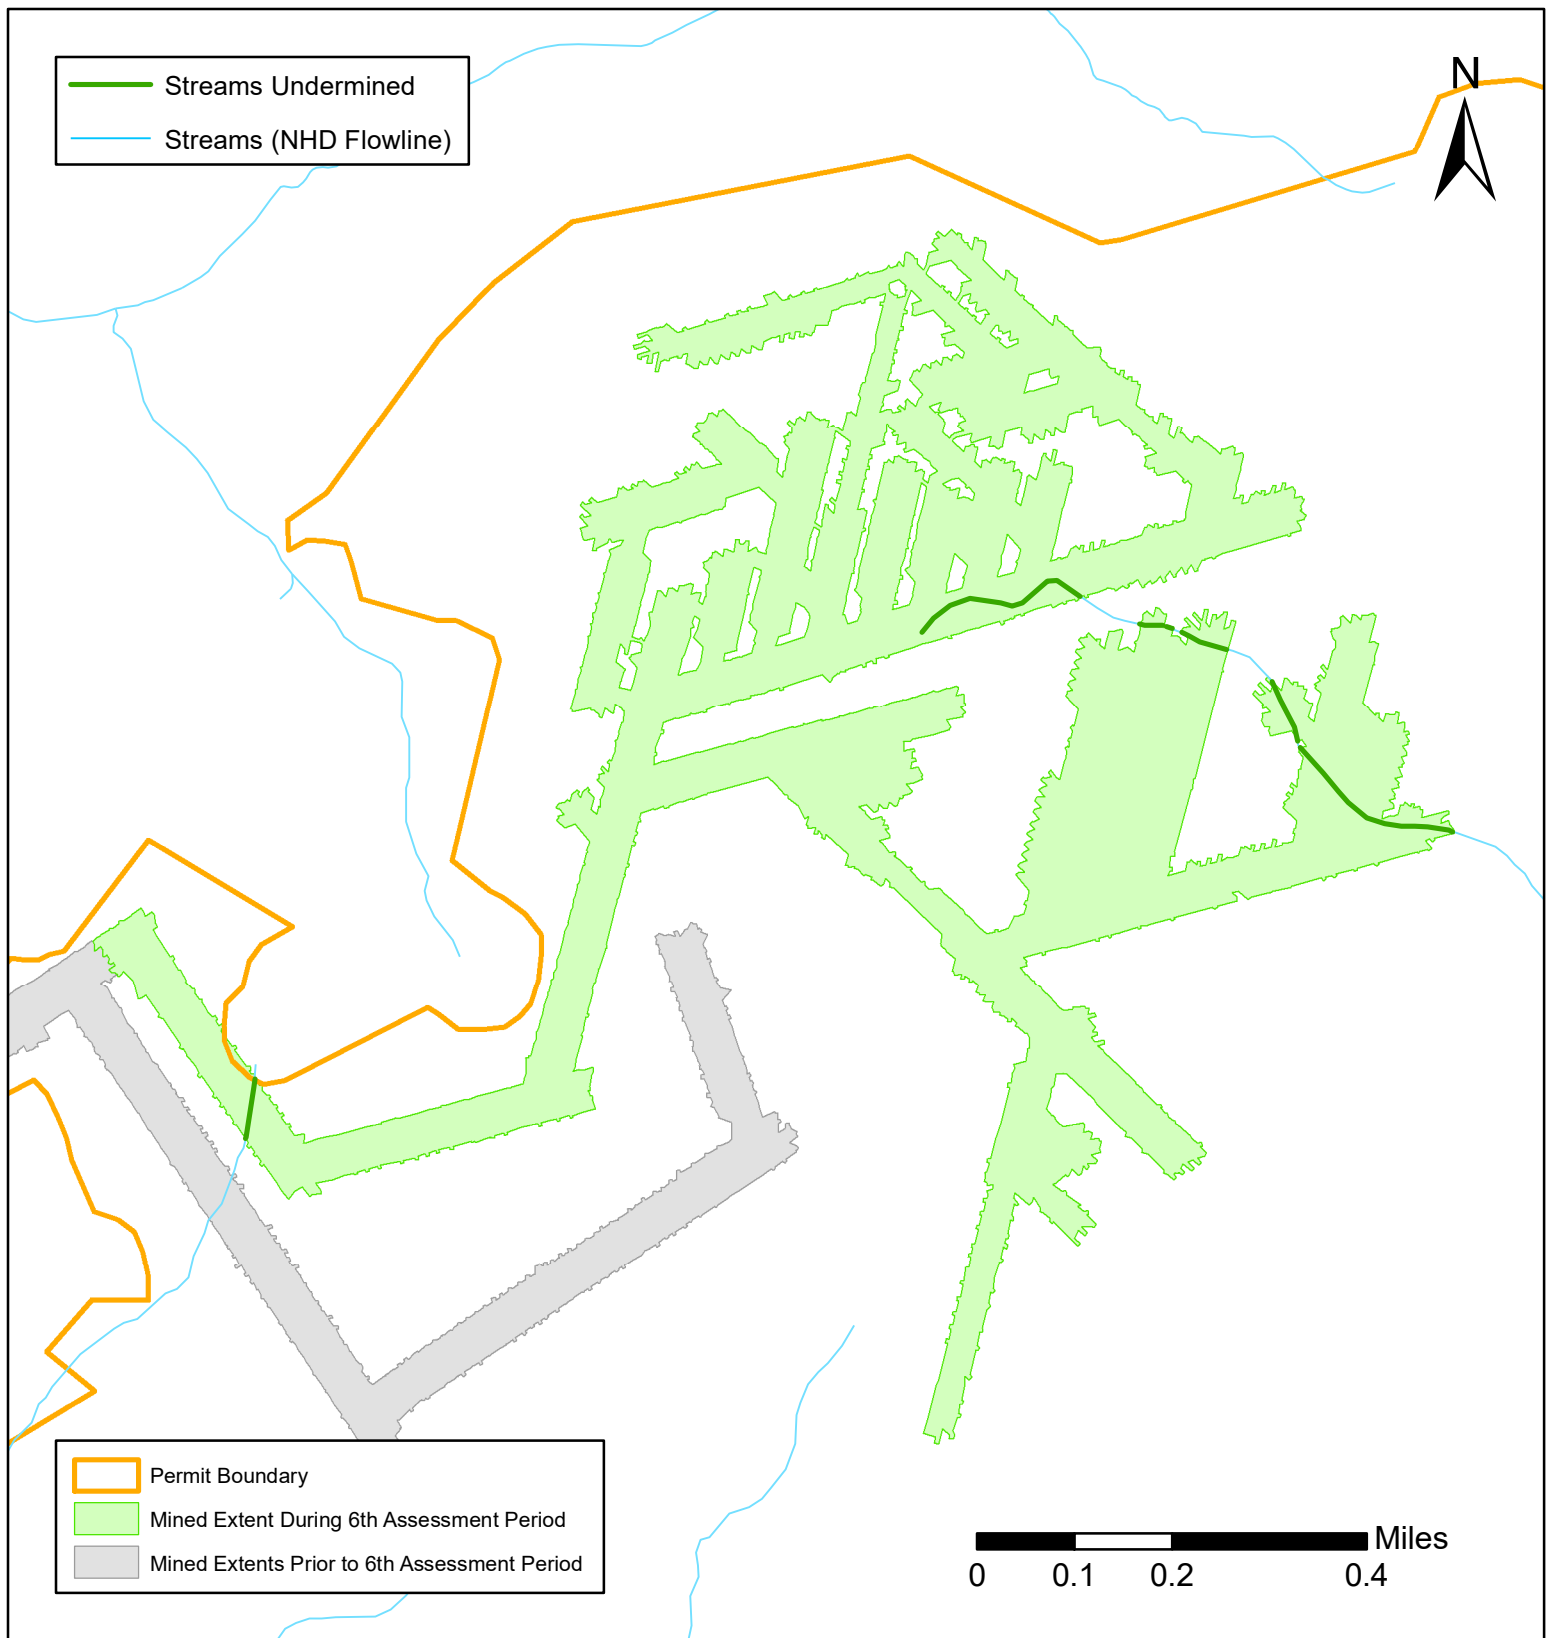 Streams Undermined
Streams (NHD Flowline)
N
Permit Boundary
Mined Extent During 6th Assessment Period
Mined Extents Prior to 6th Assessment Period
Miles
0 0.1 0.2 0.4